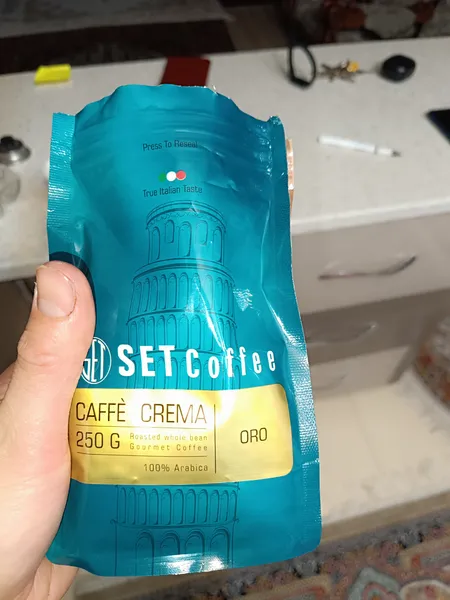 Press To Reseal
True Italian Taste
SET SET Coffee
CAFFÈ CREMA
250 G
Roasted whole bean
Gourmet Coffee
100% Arabica
ORO